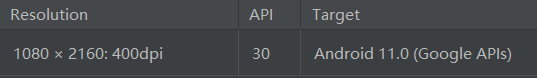 Resolution API Target
1080 × 2160: 400dpi 30 Android 11.0 (Google APIs)